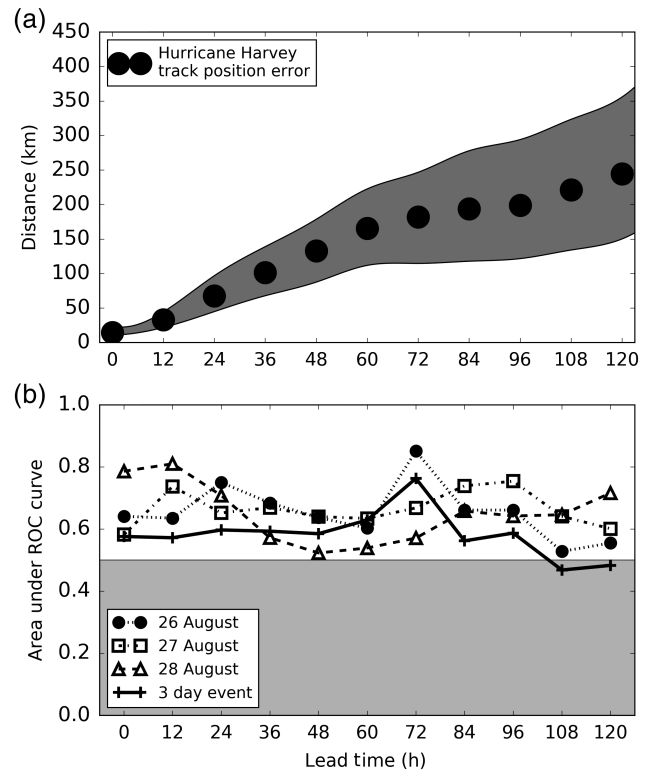 (a)
450
400
350
300
250
200
150
100
50
0
Distance (km)
Hurricane Harvey
track position error
0 12 24 36 48 60 72 84 96 108 120
(b)
1.0
0.8
0.6
0.4
0.2
0.0
Area under ROC curve
26 August
27 August
28 August
3 day event
0 12 24 36 48 60 72 84 96 108 120
Lead time (h)